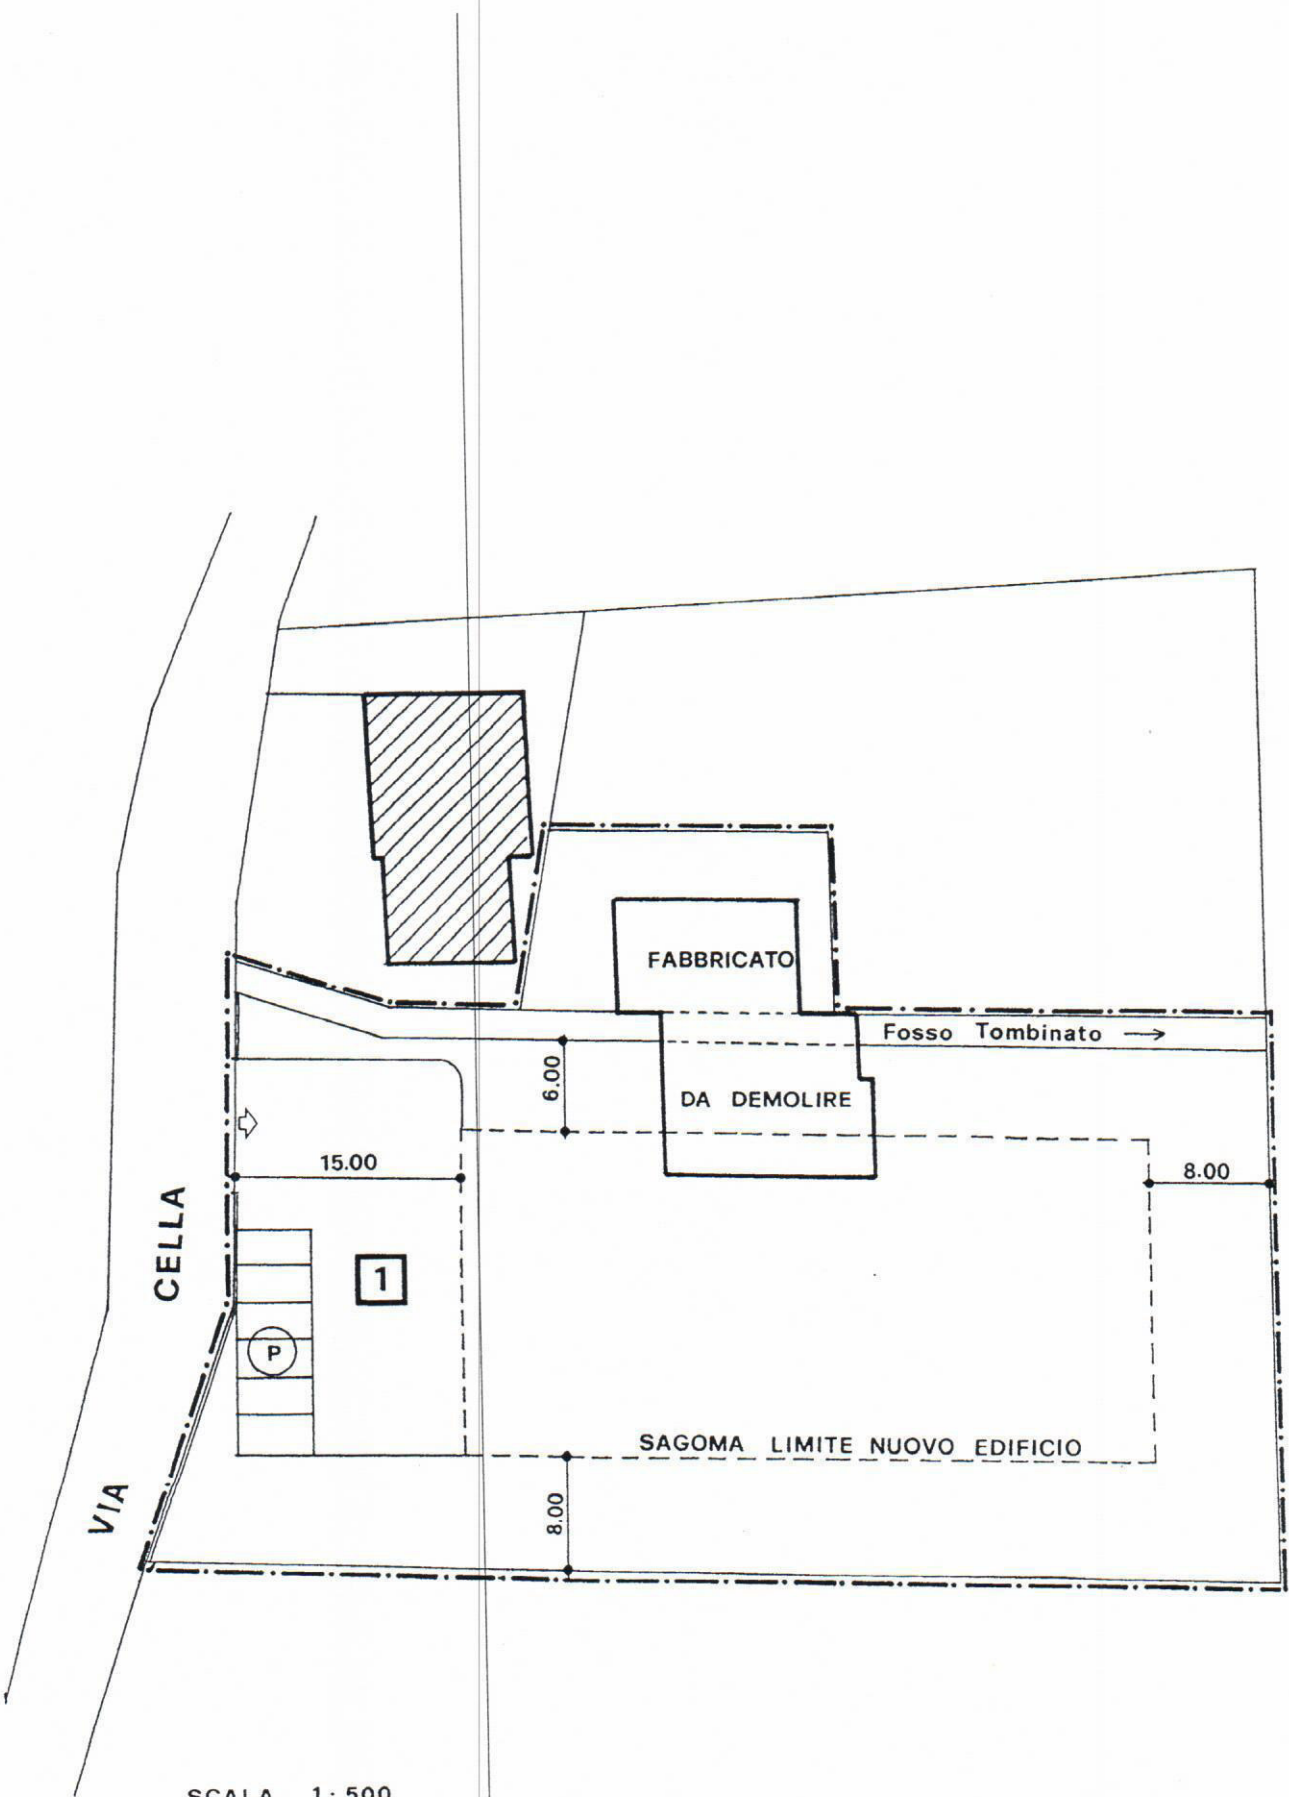 FABBRICATO
Fosso Tombinato →
6.00
DA DEMOLIRE
15.00
8.00
CELLA
1
P
SAGOMA LIMITE NUOVO EDIFICIO
VIA
8.00
SCALA 1:500